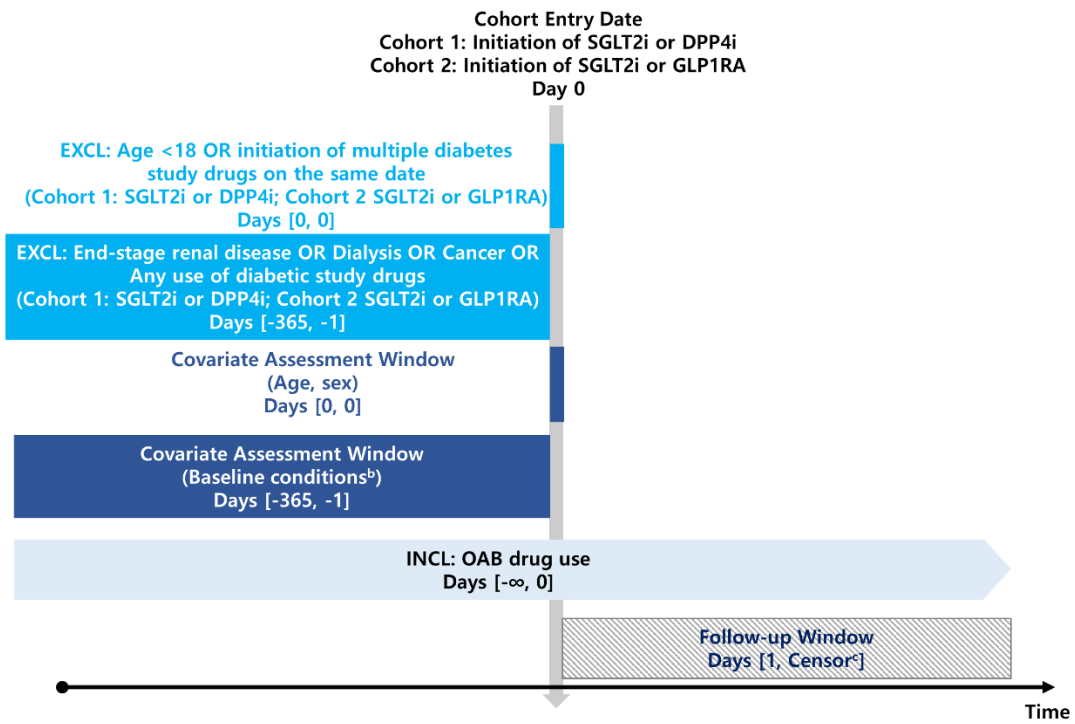 Cohort Entry Date
Cohort 1: Initiation of SGLT2i or DPP4i
Cohort 2: Initiation of SGLT2i or GLP1RA
Day 0
EXCL: Age <18 OR initiation of multiple diabetes
study drugs on the same date
(Cohort 1: SGLT2i or DPP4i; Cohort 2 SGLT2i or GLP1RA)
Days [0, 0]
EXCL: End-stage renal disease OR Dialysis OR Cancer OR
Any use of diabetic study drugs
(Cohort 1: SGLT2i or DPP4i; Cohort 2 SGLT2i or GLP1RA)
Days [-365, -1]
Covariate Assessment Window
(Age, sex)
Days [0, 0]
Covariate Assessment Window
(Baseline conditionsᵇ)
Days [-365, -1]
INCL: OAB drug use
Days [-∞, 0]
Follow-up Window
Days [1, Censorᶜ]
Time